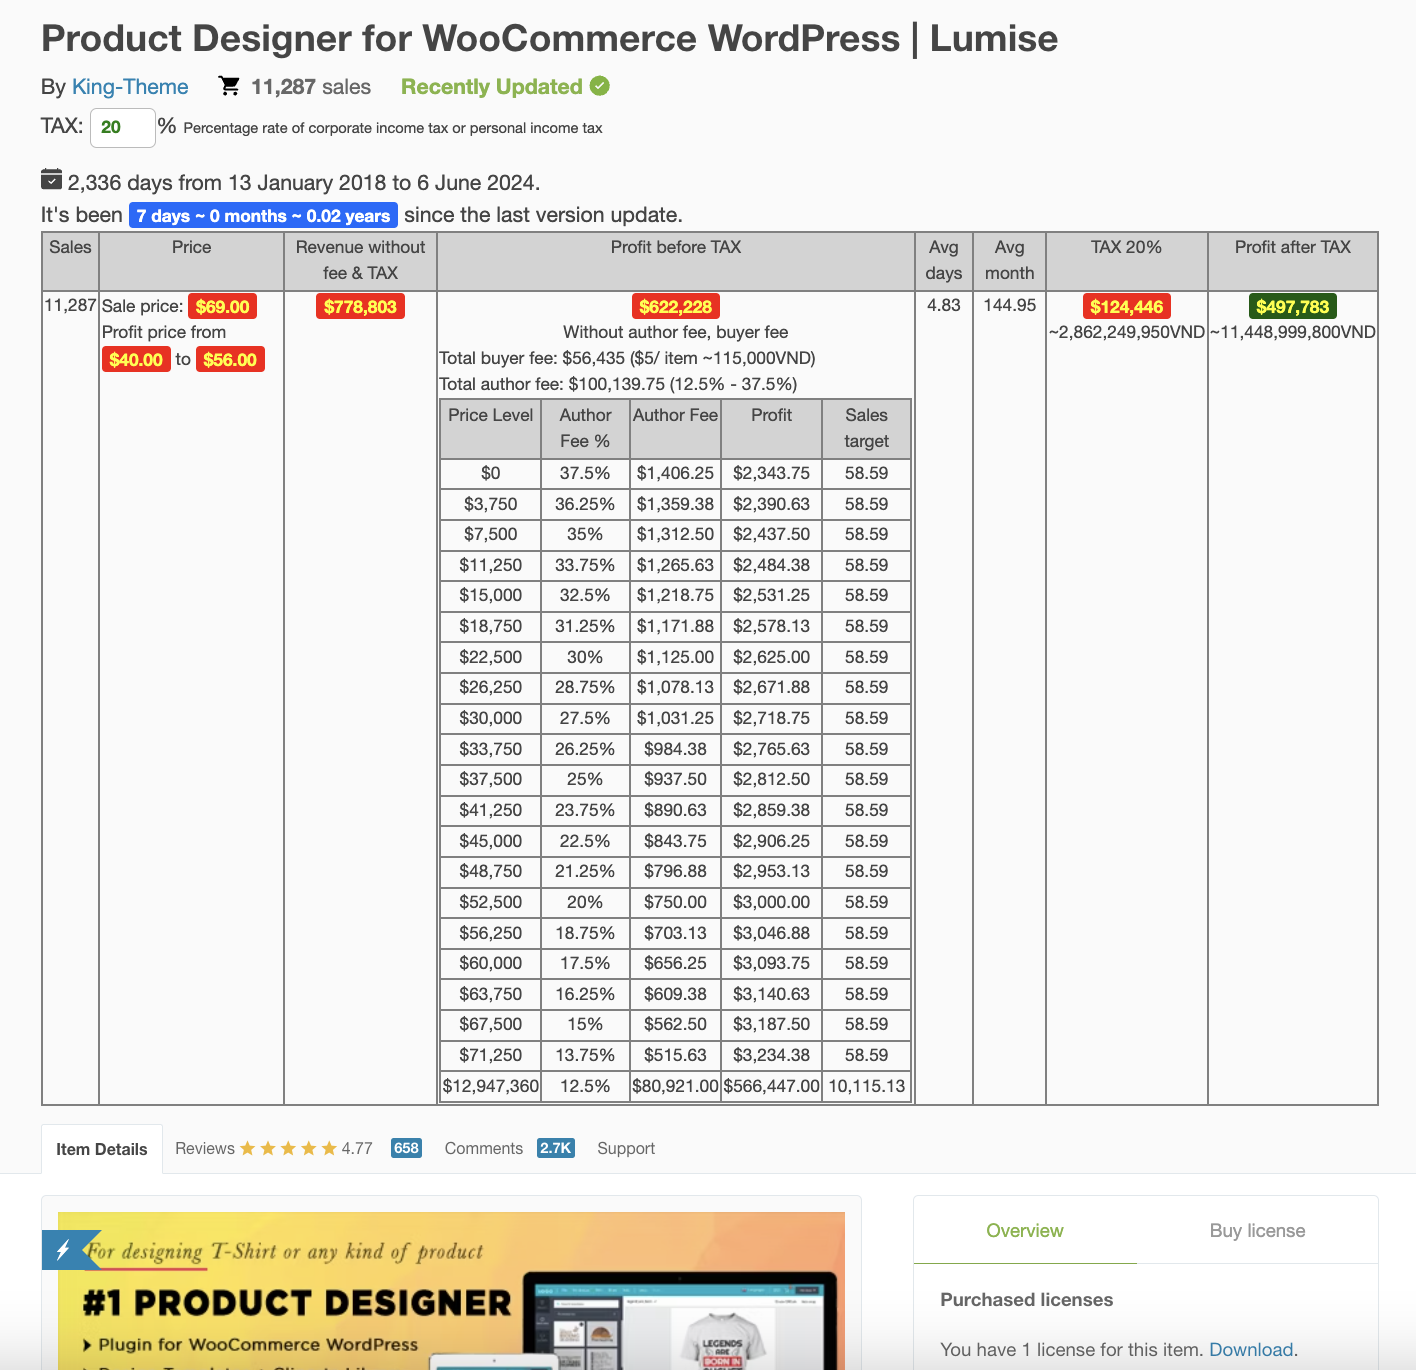 Product Designer for WooCommerce WordPress | Lumise
By King-Theme 11,287 sales Recently Updated
TAX: 20 % Percentage rate of corporate income tax or personal income tax
2,336 days from 13 January 2018 to 6 June 2024.
It's been 7 days ~ 0 months ~ 0.02 years since the last version update.
Sales Price Revenue without fee & TAX Profit before TAX Avg days Avg month TAX 20% Profit after TAX
11,287 Sale price: $69.00 $778,803 $622,228 4.83 144.95 $124,446 $497,783
Profit price from Without author fee, buyer fee ~2,862,249,950VND ~11,448,999,800VND
$40.00 to $56.00 Total buyer fee: $56,435 ($5/ item ~115,000VND)
Total author fee: $100,139.75 (12.5% - 37.5%)
Price Level Author Fee % Author Fee Profit Sales target
$0 37.5% $1,406.25 $2,343.75 58.59
$3,750 36.25% $1,359.38 $2,390.63 58.59
$7,500 35% $1,312.50 $2,437.50 58.59
$11,250 33.75% $1,265.63 $2,484.38 58.59
$15,000 32.5% $1,218.75 $2,531.25 58.59
$18,750 31.25% $1,171.88 $2,578.13 58.59
$22,500 30% $1,125.00 $2,625.00 58.59
$26,250 28.75% $1,078.13 $2,671.88 58.59
$30,000 27.5% $1,031.25 $2,718.75 58.59
$33,750 26.25% $984.38 $2,765.63 58.59
$37,500 25% $937.50 $2,812.50 58.59
$41,250 23.75% $890.63 $2,859.38 58.59
$45,000 22.5% $843.75 $2,906.25 58.59
$48,750 21.25% $796.88 $2,953.13 58.59
$52,500 20% $750.00 $3,000.00 58.59
$56,250 18.75% $703.13 $3,046.88 58.59
$60,000 17.5% $656.25 $3,093.75 58.59
$63,750 16.25% $609.38 $3,140.63 58.59
$67,500 15% $562.50 $3,187.50 58.59
$71,250 13.75% $515.63 $3,234.38 58.59
$12,947,360 12.5% $80,921.00 $566,447.00 10,115.13
Item Details Reviews 4.77 658 Comments 2.7K Support
For designing T-Shirt or any kind of product
#1 PRODUCT DESIGNER
Plugin for WooCommerce WordPress
LEGENDS
ARE
BORN IN
Overview Buy license
Purchased licenses
You have 1 license for this item. Download.